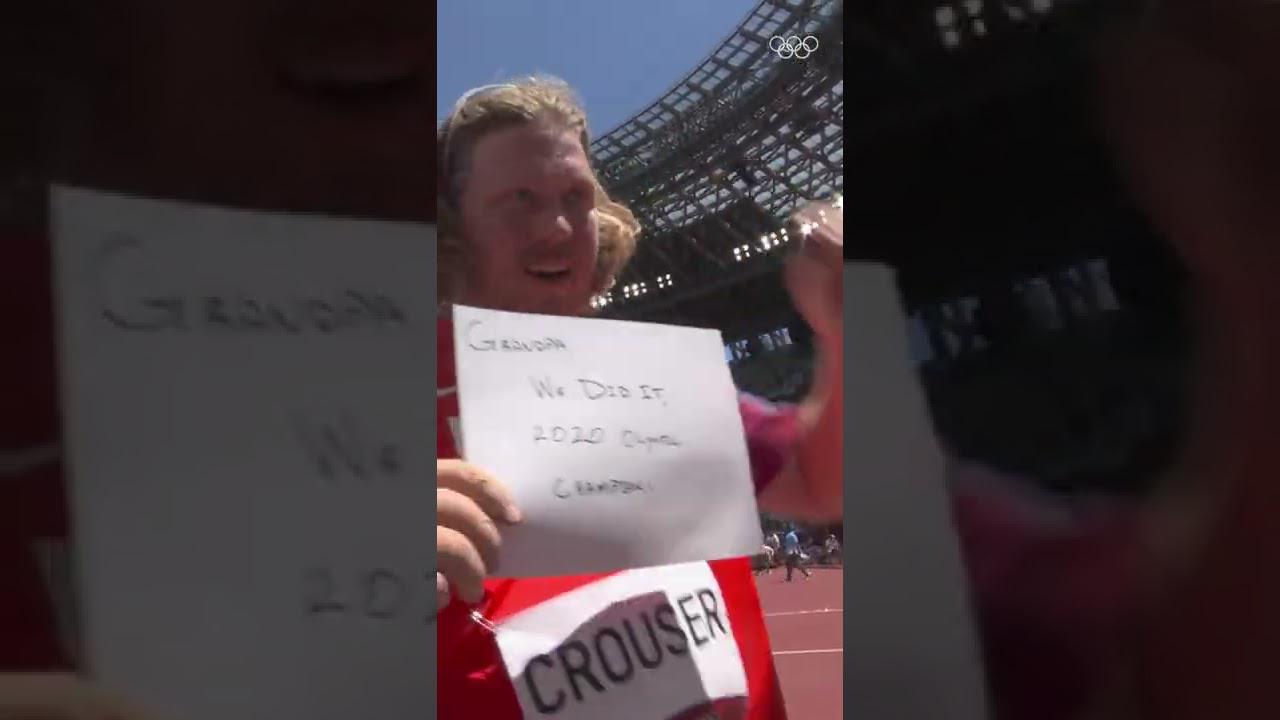 GRANDPA
WE DID IT,
2020 OLYMPIC
CHAMPION!
CROUSER